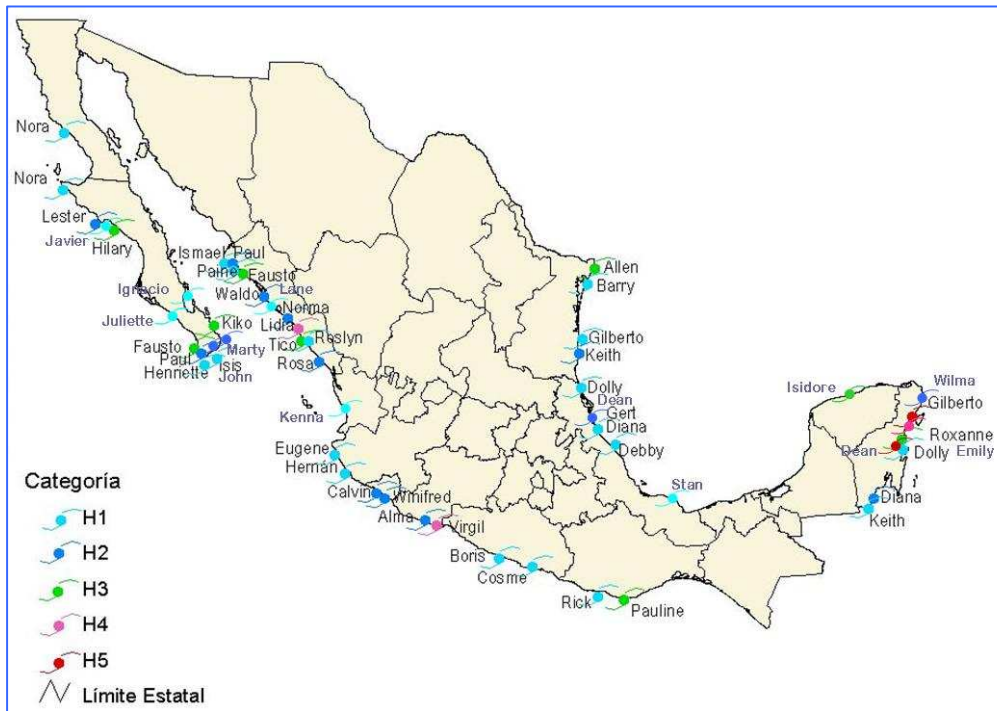 Nora
Nora
Lester
Javier
Hilary
Ismael Paul
Paine
Fausto
Ignacio
Waldo
Lane
Norma
Juliette
Lidia
Kiko
Tico
Roslyn
Fausto
Marty
Paul
Rosa
Hennette
Isis
John
Kenna
Eugene
Hernán
Calvin
Winifred
Alma
Virgil
Boris
Cosme
Rick
Pauline
Allen
Barry
Gilberto
Keith
Dolly
Dean
Gert
Diana
Debby
Stan
Isidore
Wilma
Gilberto
Roxanne
Dean
Dolly
Emily
Diana
Keith
Categoría
H1
H2
H3
H4
H5
Límite Estatal